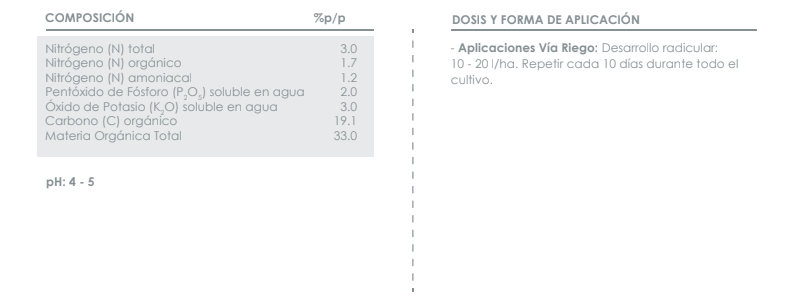 COMPOSICIÓN %p/p
Nitrógeno (N) total 3.0
Nitrógeno (N) orgánico 1.7
Nitrógeno (N) amoniacal 1.2
Pentóxido de Fósforo (P₂O₅) soluble en agua 2.0
Óxido de Potasio (K₂O) soluble en agua 3.0
Carbono (C) orgánico 19.1
Materia Orgánica Total 33.0
pH: 4 - 5
DOSIS Y FORMA DE APLICACIÓN
- Aplicaciones Vía Riego: Desarrollo radicular:
10 - 20 l/ha. Repetir cada 10 días durante todo el
cultivo.